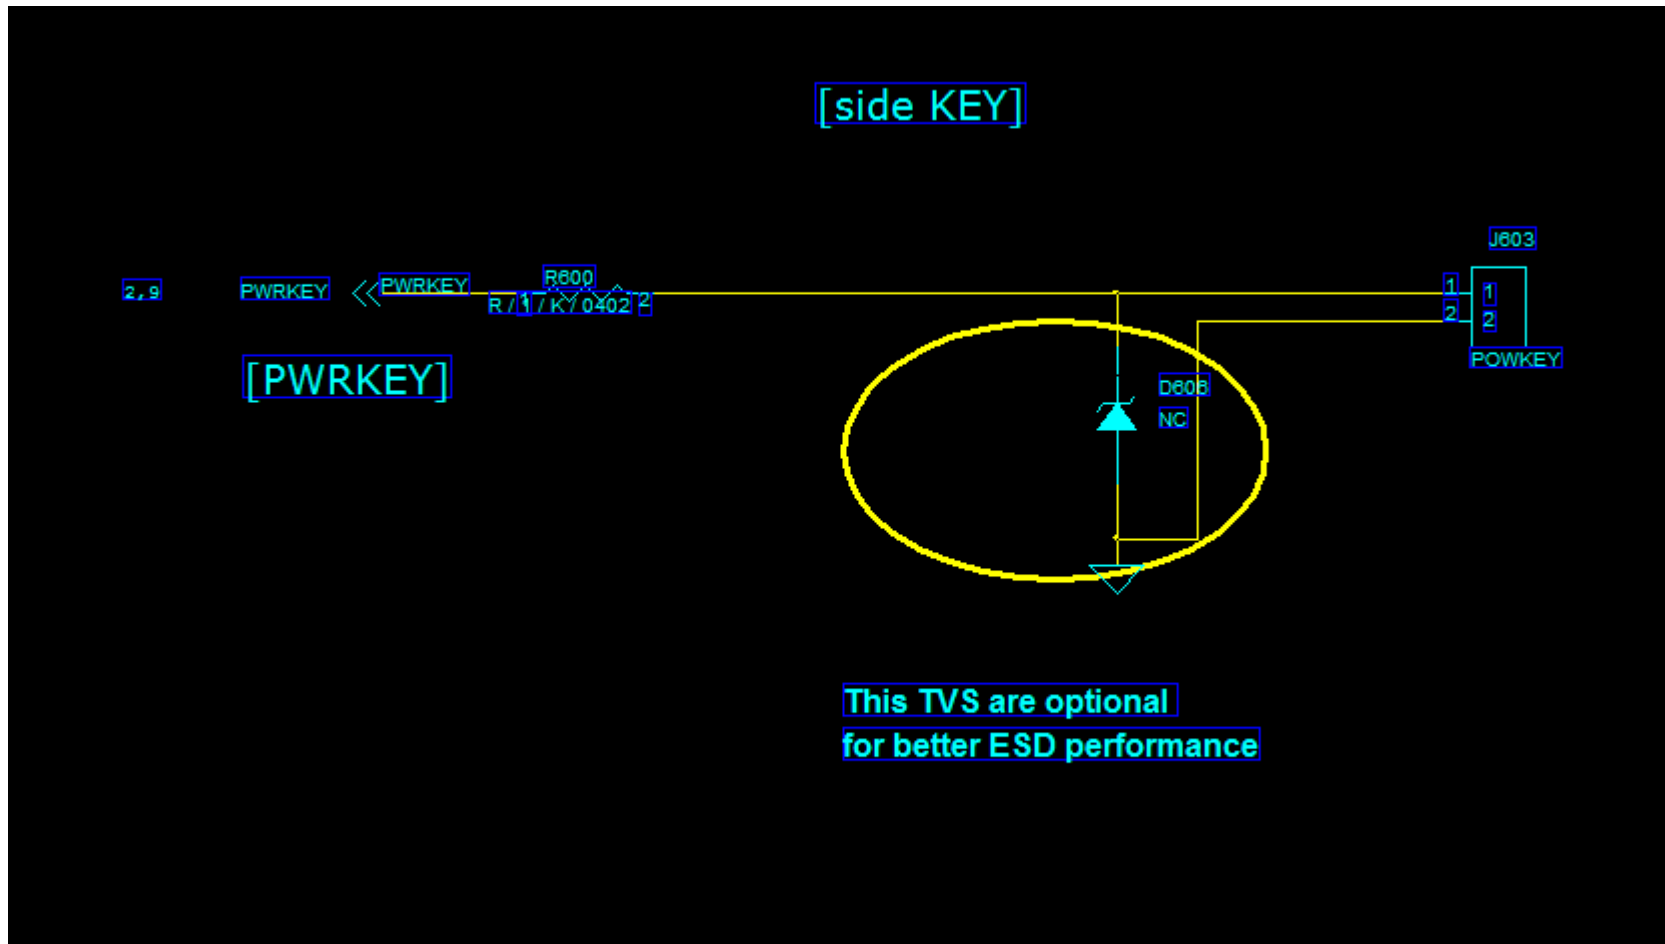 [side KEY]
J603
2,9 PWRKEY PWRKEY R600 1 1
R / 1 / K / 0402 2 2 2
POWKEY
[PWRKEY]
D606
NC
This TVS are optional
for better ESD performance